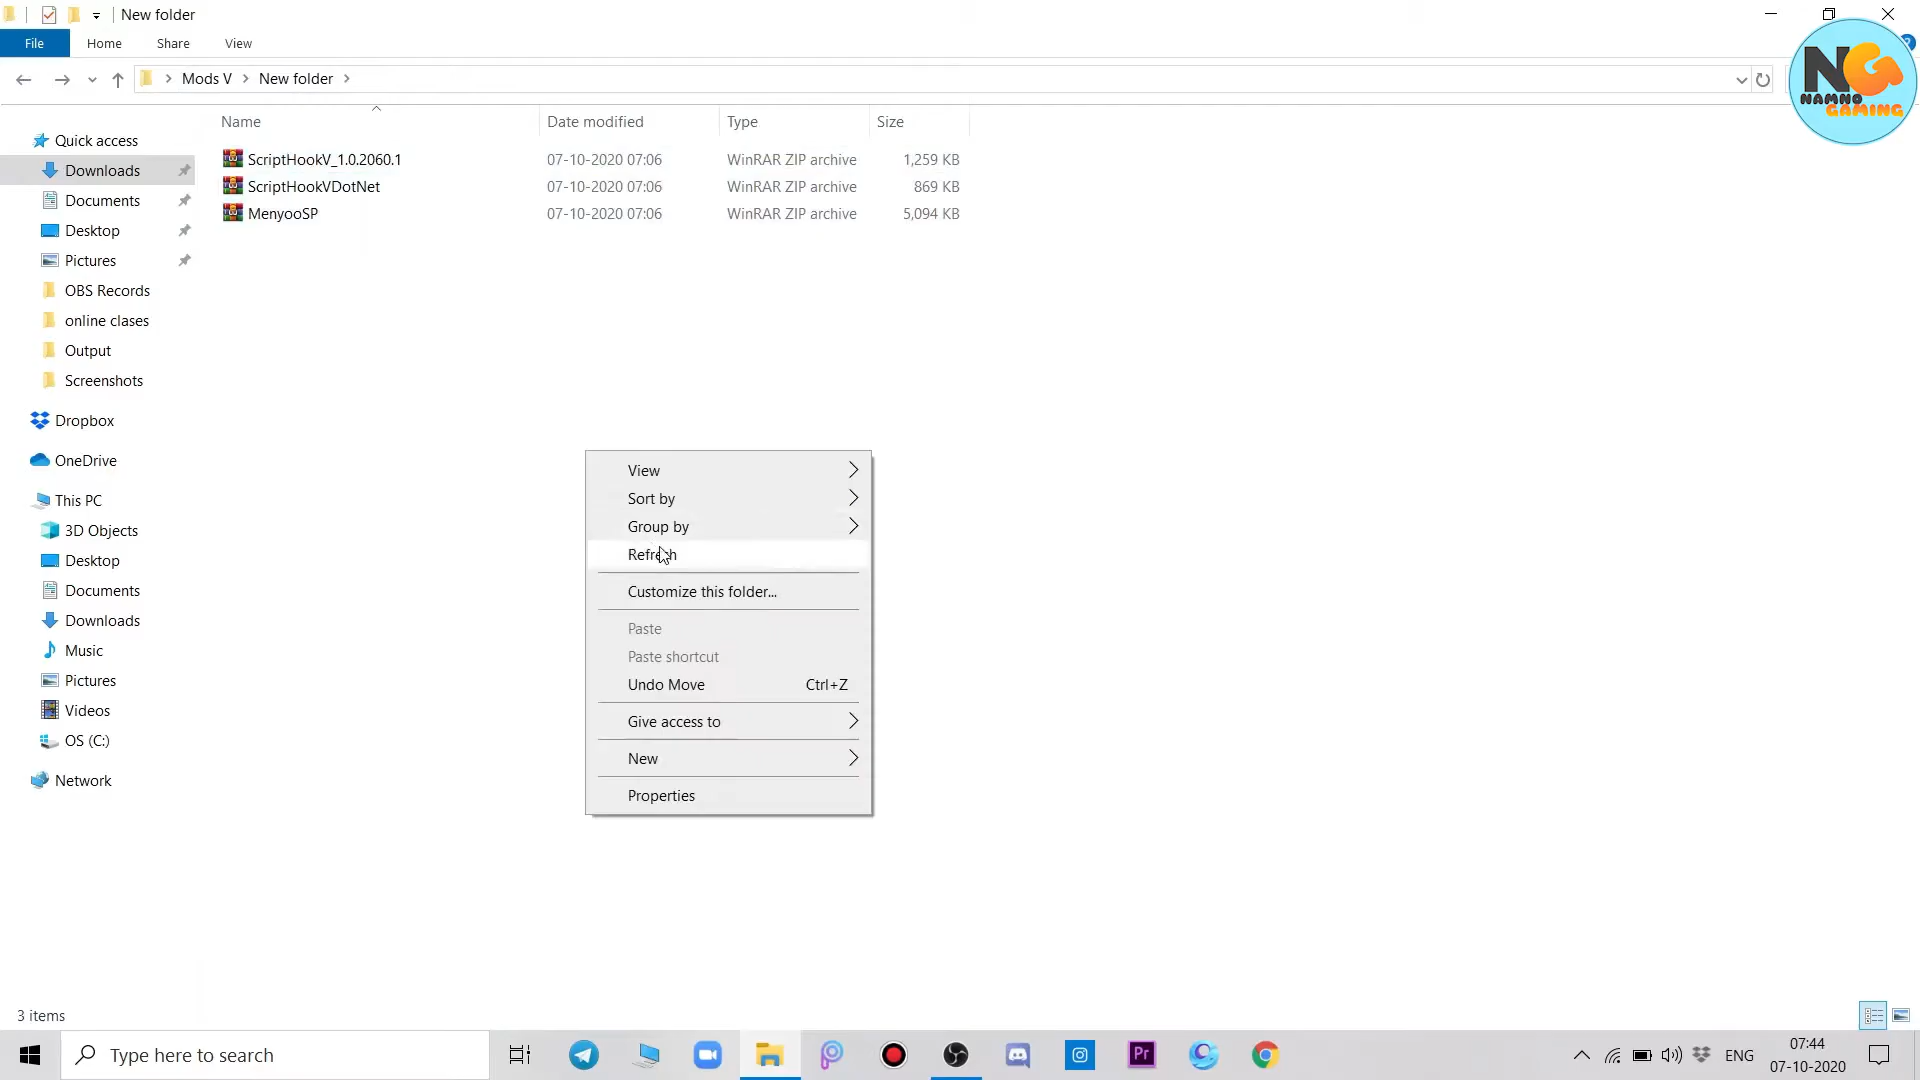 New folder
File Home Share View
Mods V New folder
NG
NAMNO
GAMING
Name Date modified Type Size
Quick access
Downloads
Documents
Desktop
Pictures
OBS Records
online clases
Output
Screenshots
Dropbox
OneDrive
This PC
3D Objects
Desktop
Documents
Downloads
Music
Pictures
Videos
OS (C:)
Network
ScriptHookV_1.0.2060.1 07-10-2020 07:06 WinRAR ZIP archive 1,259 KB
ScriptHookVDotNet 07-10-2020 07:06 WinRAR ZIP archive 869 KB
MenyooSP 07-10-2020 07:06 WinRAR ZIP archive 5,094 KB
View
Sort by
Group by
Refresh
Customize this folder...
Paste
Paste shortcut
Undo Move Ctrl+Z
Give access to
New
Properties
3 items
Type here to search
Pr
ENG
07:44
07-10-2020